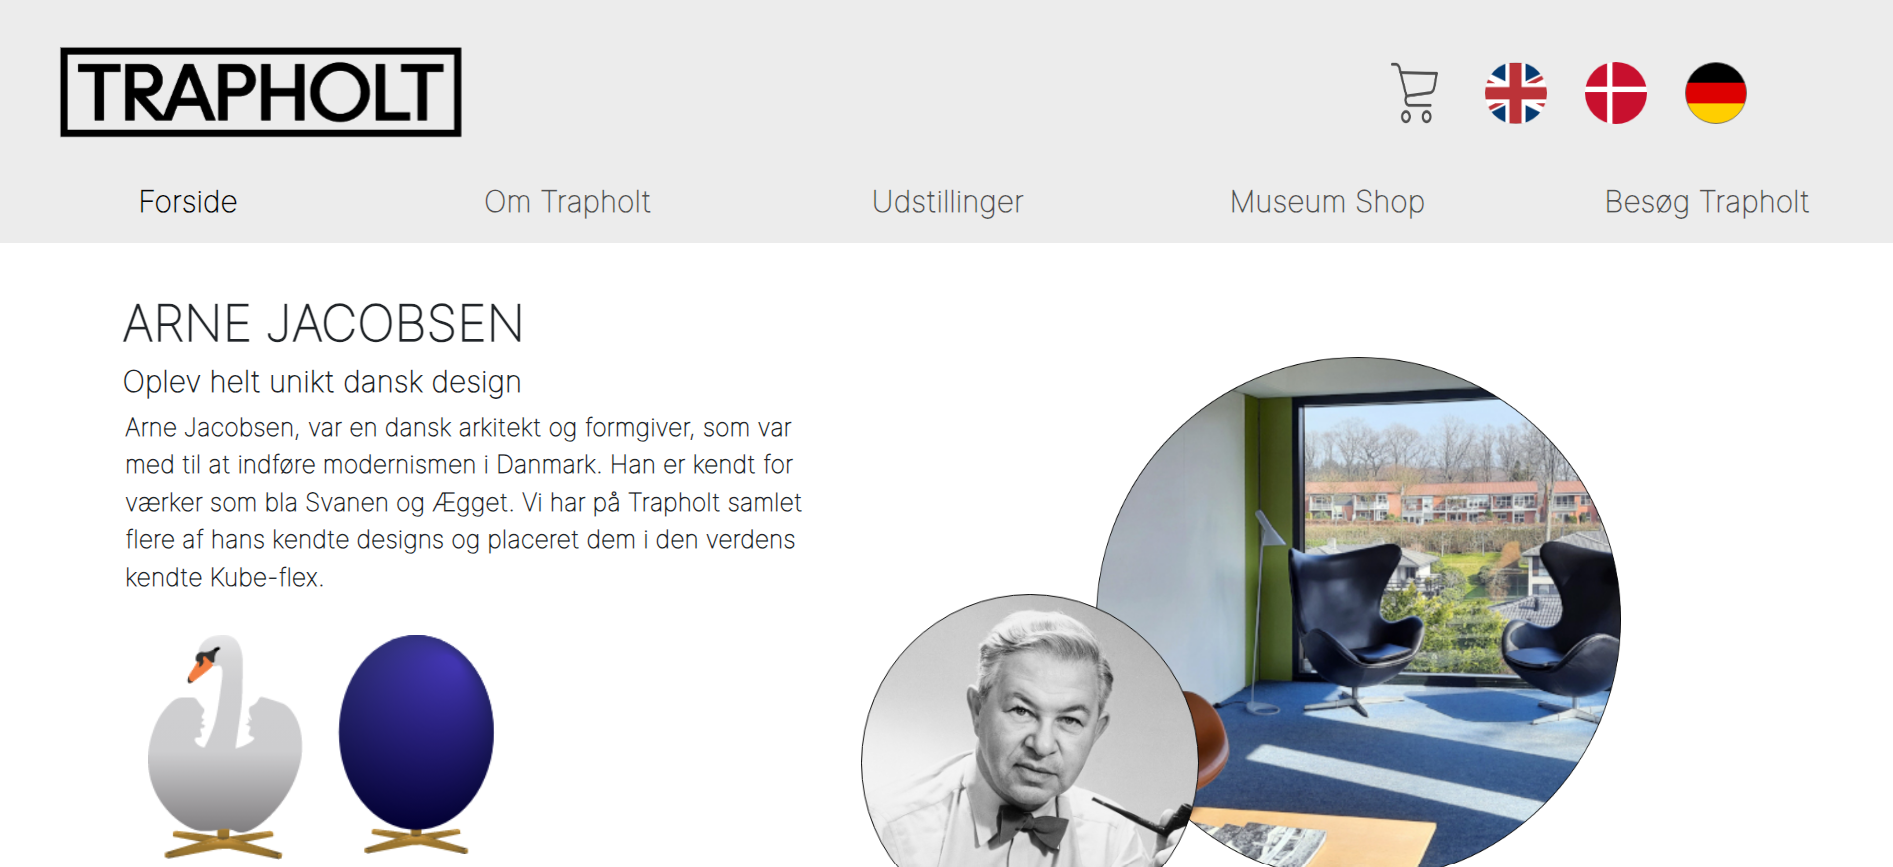 TRAPHOLT
Forside
Om Trapholt
Udstillinger
Museum Shop
Besøg Trapholt
ARNE JACOBSEN
Oplev helt unikt dansk design
Arne Jacobsen, var en dansk arkitekt og formgiver, som var
med til at indføre modernismen i Danmark. Han er kendt for
værker som bla Svanen og Ægget. Vi har på Trapholt samlet
flere af hans kendte designs og placeret dem i den verdens
kendte Kube-flex.